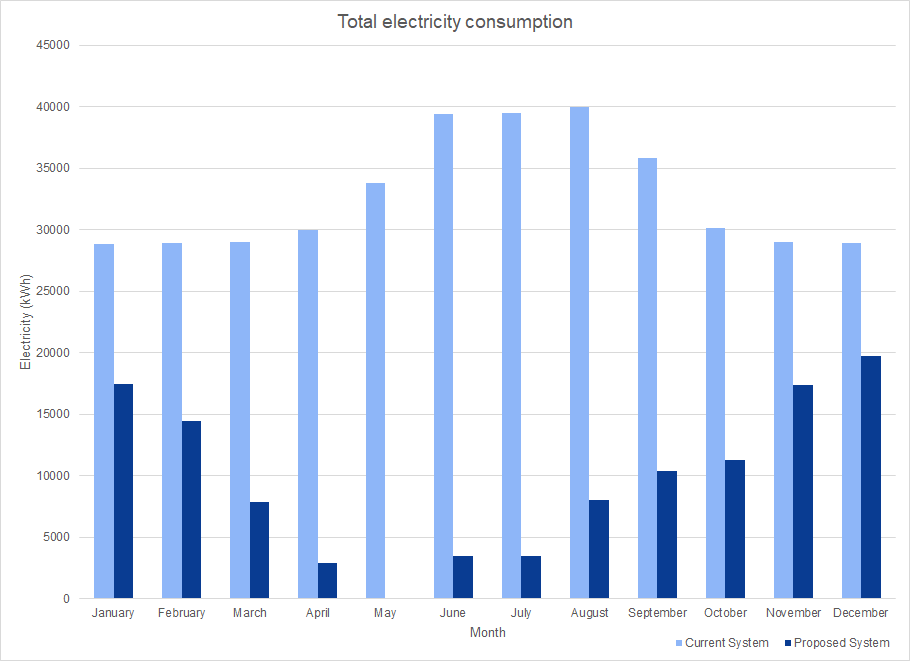 Total electricity consumption
45000
40000
35000
30000
25000
20000
15000
10000
5000
0
Electricity (kWh)
January February March April May June July August September October November December
Month
Current System Proposed System